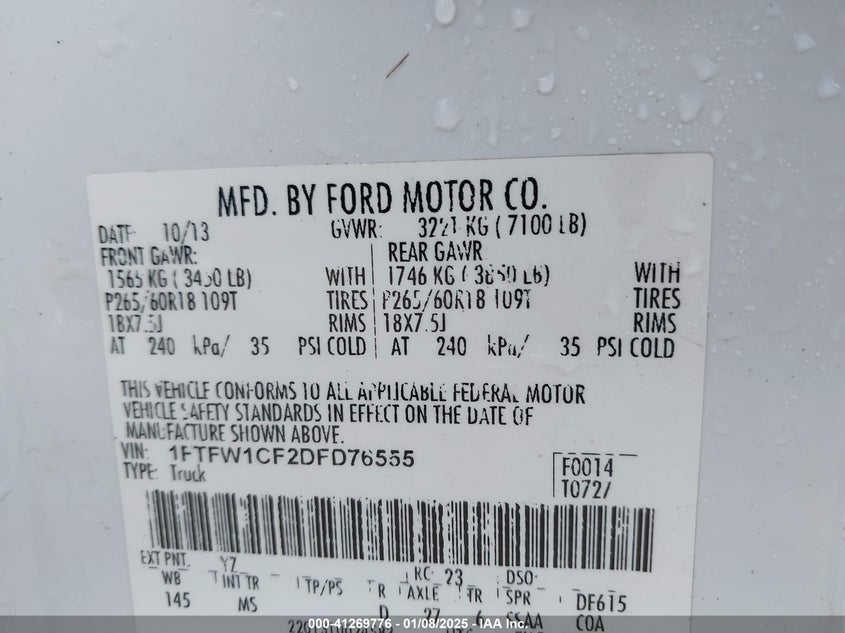 MFD. BY FORD MOTOR CO.
DATE 10/13 GVWR: 3221 KG ( 7100 LB)
FRONT GAWR: REAR GAWR
1565 KG ( 3450 LB) WITH 1746 KG ( 3850 LB) WITH
P265/60R18 109T TIRES P265/60R18 109T TIRES
18X7.5J RIMS 18X7.5J RIMS
AT 240 kPa/ 35 PSI COLD AT 240 kPa/ 35 PSI COLD
THIS VEHICLE CONFORMS TO ALL APPLICABLE FEDERAL MOTOR
VEHICLE SAFETY STANDARDS IN EFFECT ON THE DATE OF
MANUFACTURE SHOWN ABOVE.
VIN: 1FTFW1CF2DFD76555 F0014
TYPE: Truck T0727
EXT PNT: Y7 RC: 23 DSO:
WB INT TR TP/PS R AXLE TR SPR DF615
145 MS D 27 6 COA
000-41269776 | 01/08/2025 - IAA Inc.